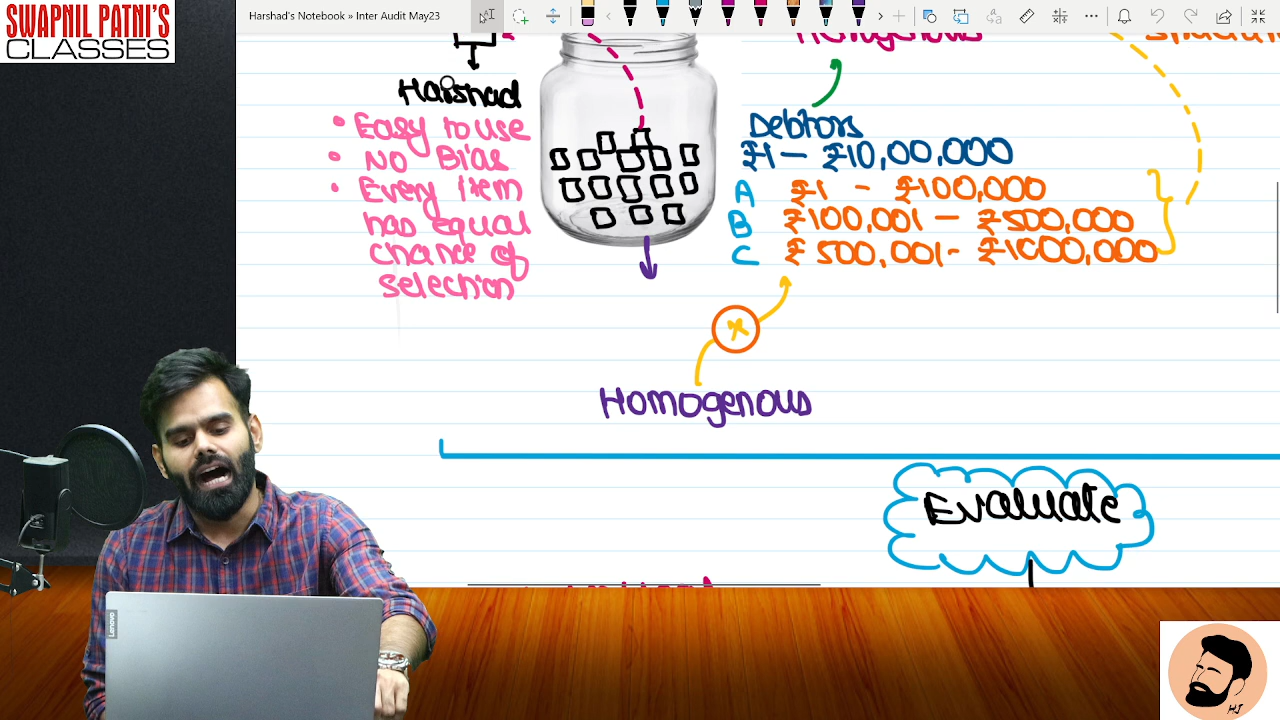 SWAPNIL PATNI'S
CLASSES
Harshad's Notebook » Inter Audit May23
Harshad
• Easy to use
• No Bias
• Every item
has equal
chance of
selection
Debtors
₹1 — ₹10,00,000
A ₹1 - ₹100,000
B ₹100,001 — ₹500,000
C ₹500,001 - ₹1000,000
Homogenous
Evaluate
Lenovo
HJ